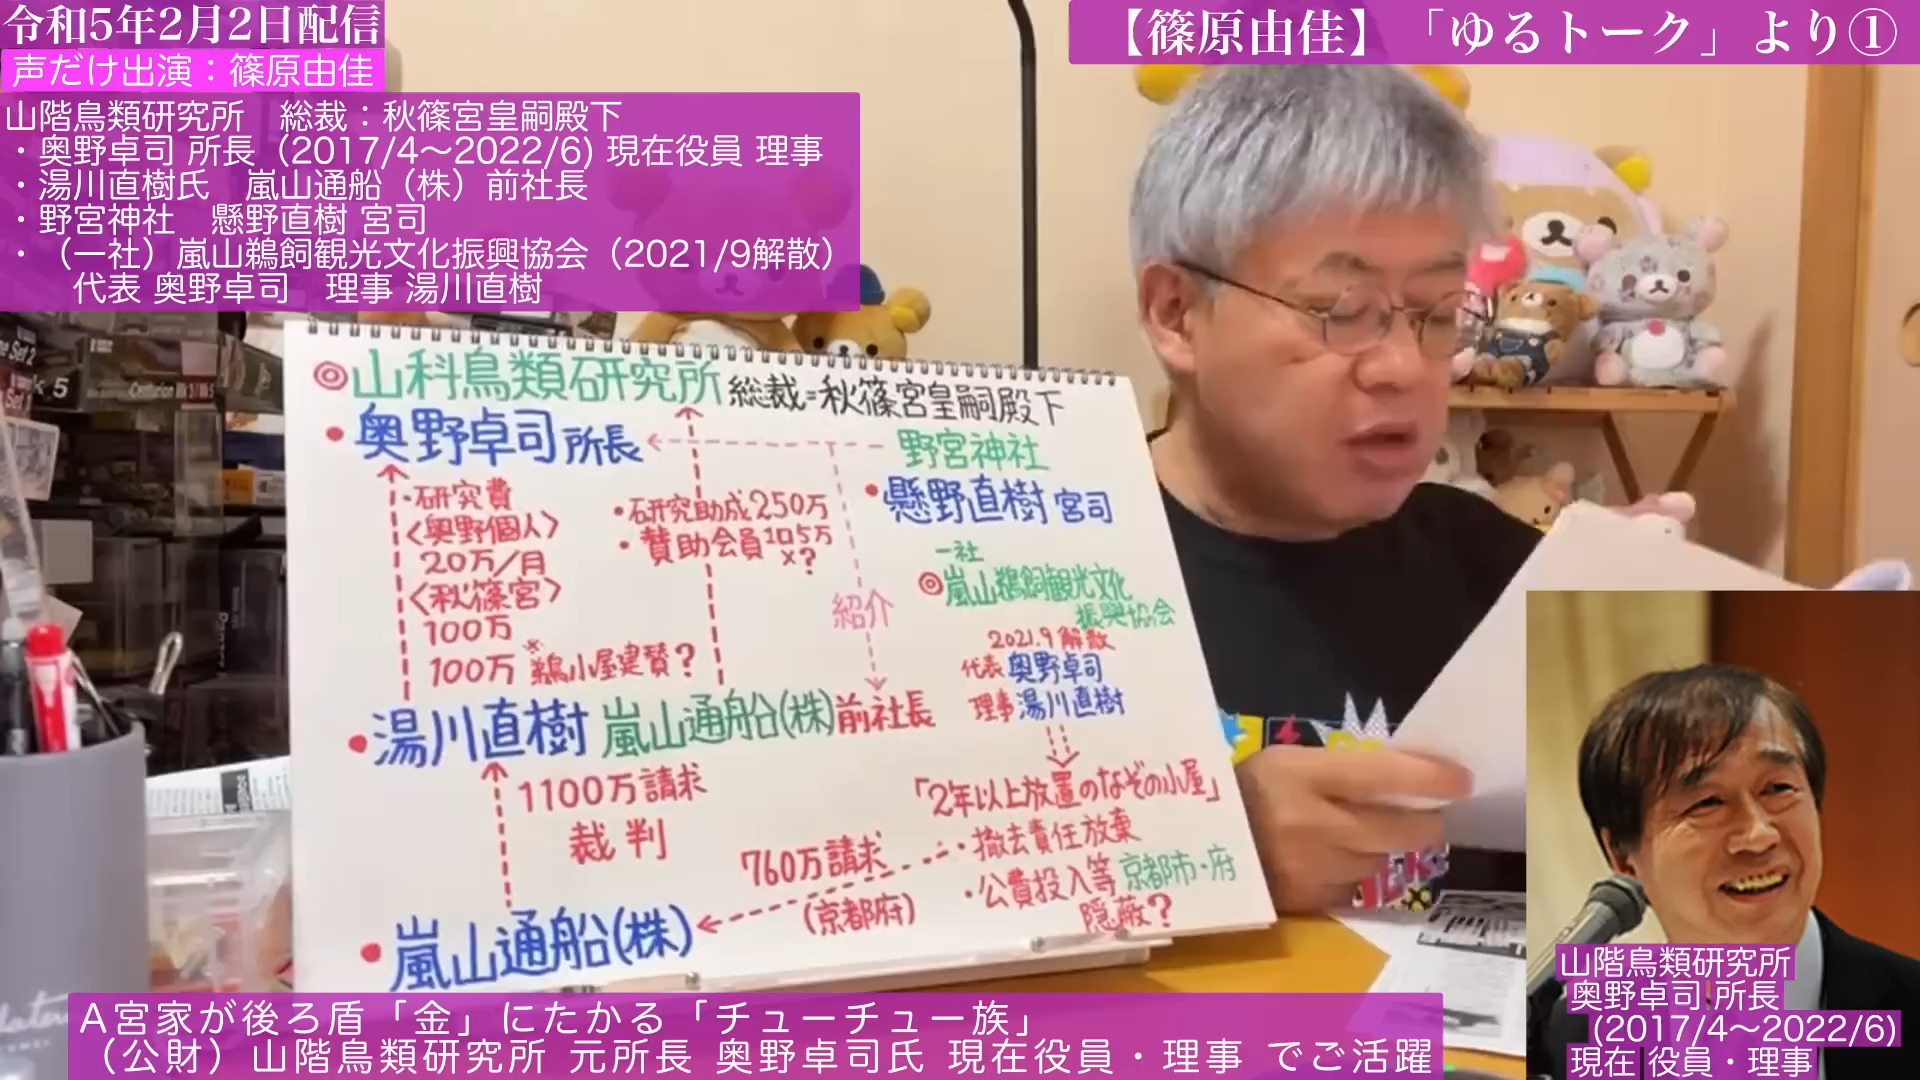 令和5年2月2日配信
声だけ出演：篠原由佳
【篠原由佳】「ゆるトーク」より①
山階鳥類研究所　総裁：秋篠宮皇嗣殿下
・奥野卓司 所長（2017/4～2022/6) 現在役員 理事
・湯川直樹氏　嵐山通船（株）前社長
・野宮神社　懸野直樹 宮司
・（一社）嵐山鵜飼観光文化振興協会（2021/9解散）
代表 奥野卓司　理事 湯川直樹
◎山科鳥類研究所 総裁=秋篠宮皇嗣殿下
・奥野卓司 所長
野宮神社
・懸野直樹 宮司
・研究費
〈奥野個人〉
20万/月
〈秋篠宮〉
100万
100万 ※鵜小屋建賛?
・研究助成250万
・賛助会員1口5万
×?
紹介
一社
◎嵐山鵜飼観光文化
振興協会
2021.9解散
代表 奥野卓司
理事 湯川直樹
・湯川直樹 嵐山通船(株)前社長
1100万請求
裁判
「2年以上放置のなぞの小屋」
・撤去責任放棄
・公費投入等 京都市・府
隠蔽?
760万請求
(京都府)
・嵐山通船(株)
A宮家が後ろ盾「金」にたかる「チューチュー族」
（公財）山階鳥類研究所 元所長 奥野卓司氏 現在役員・理事 でご活躍
山階鳥類研究所
奥野卓司 所長
(2017/4～2022/6)
現在 役員・理事